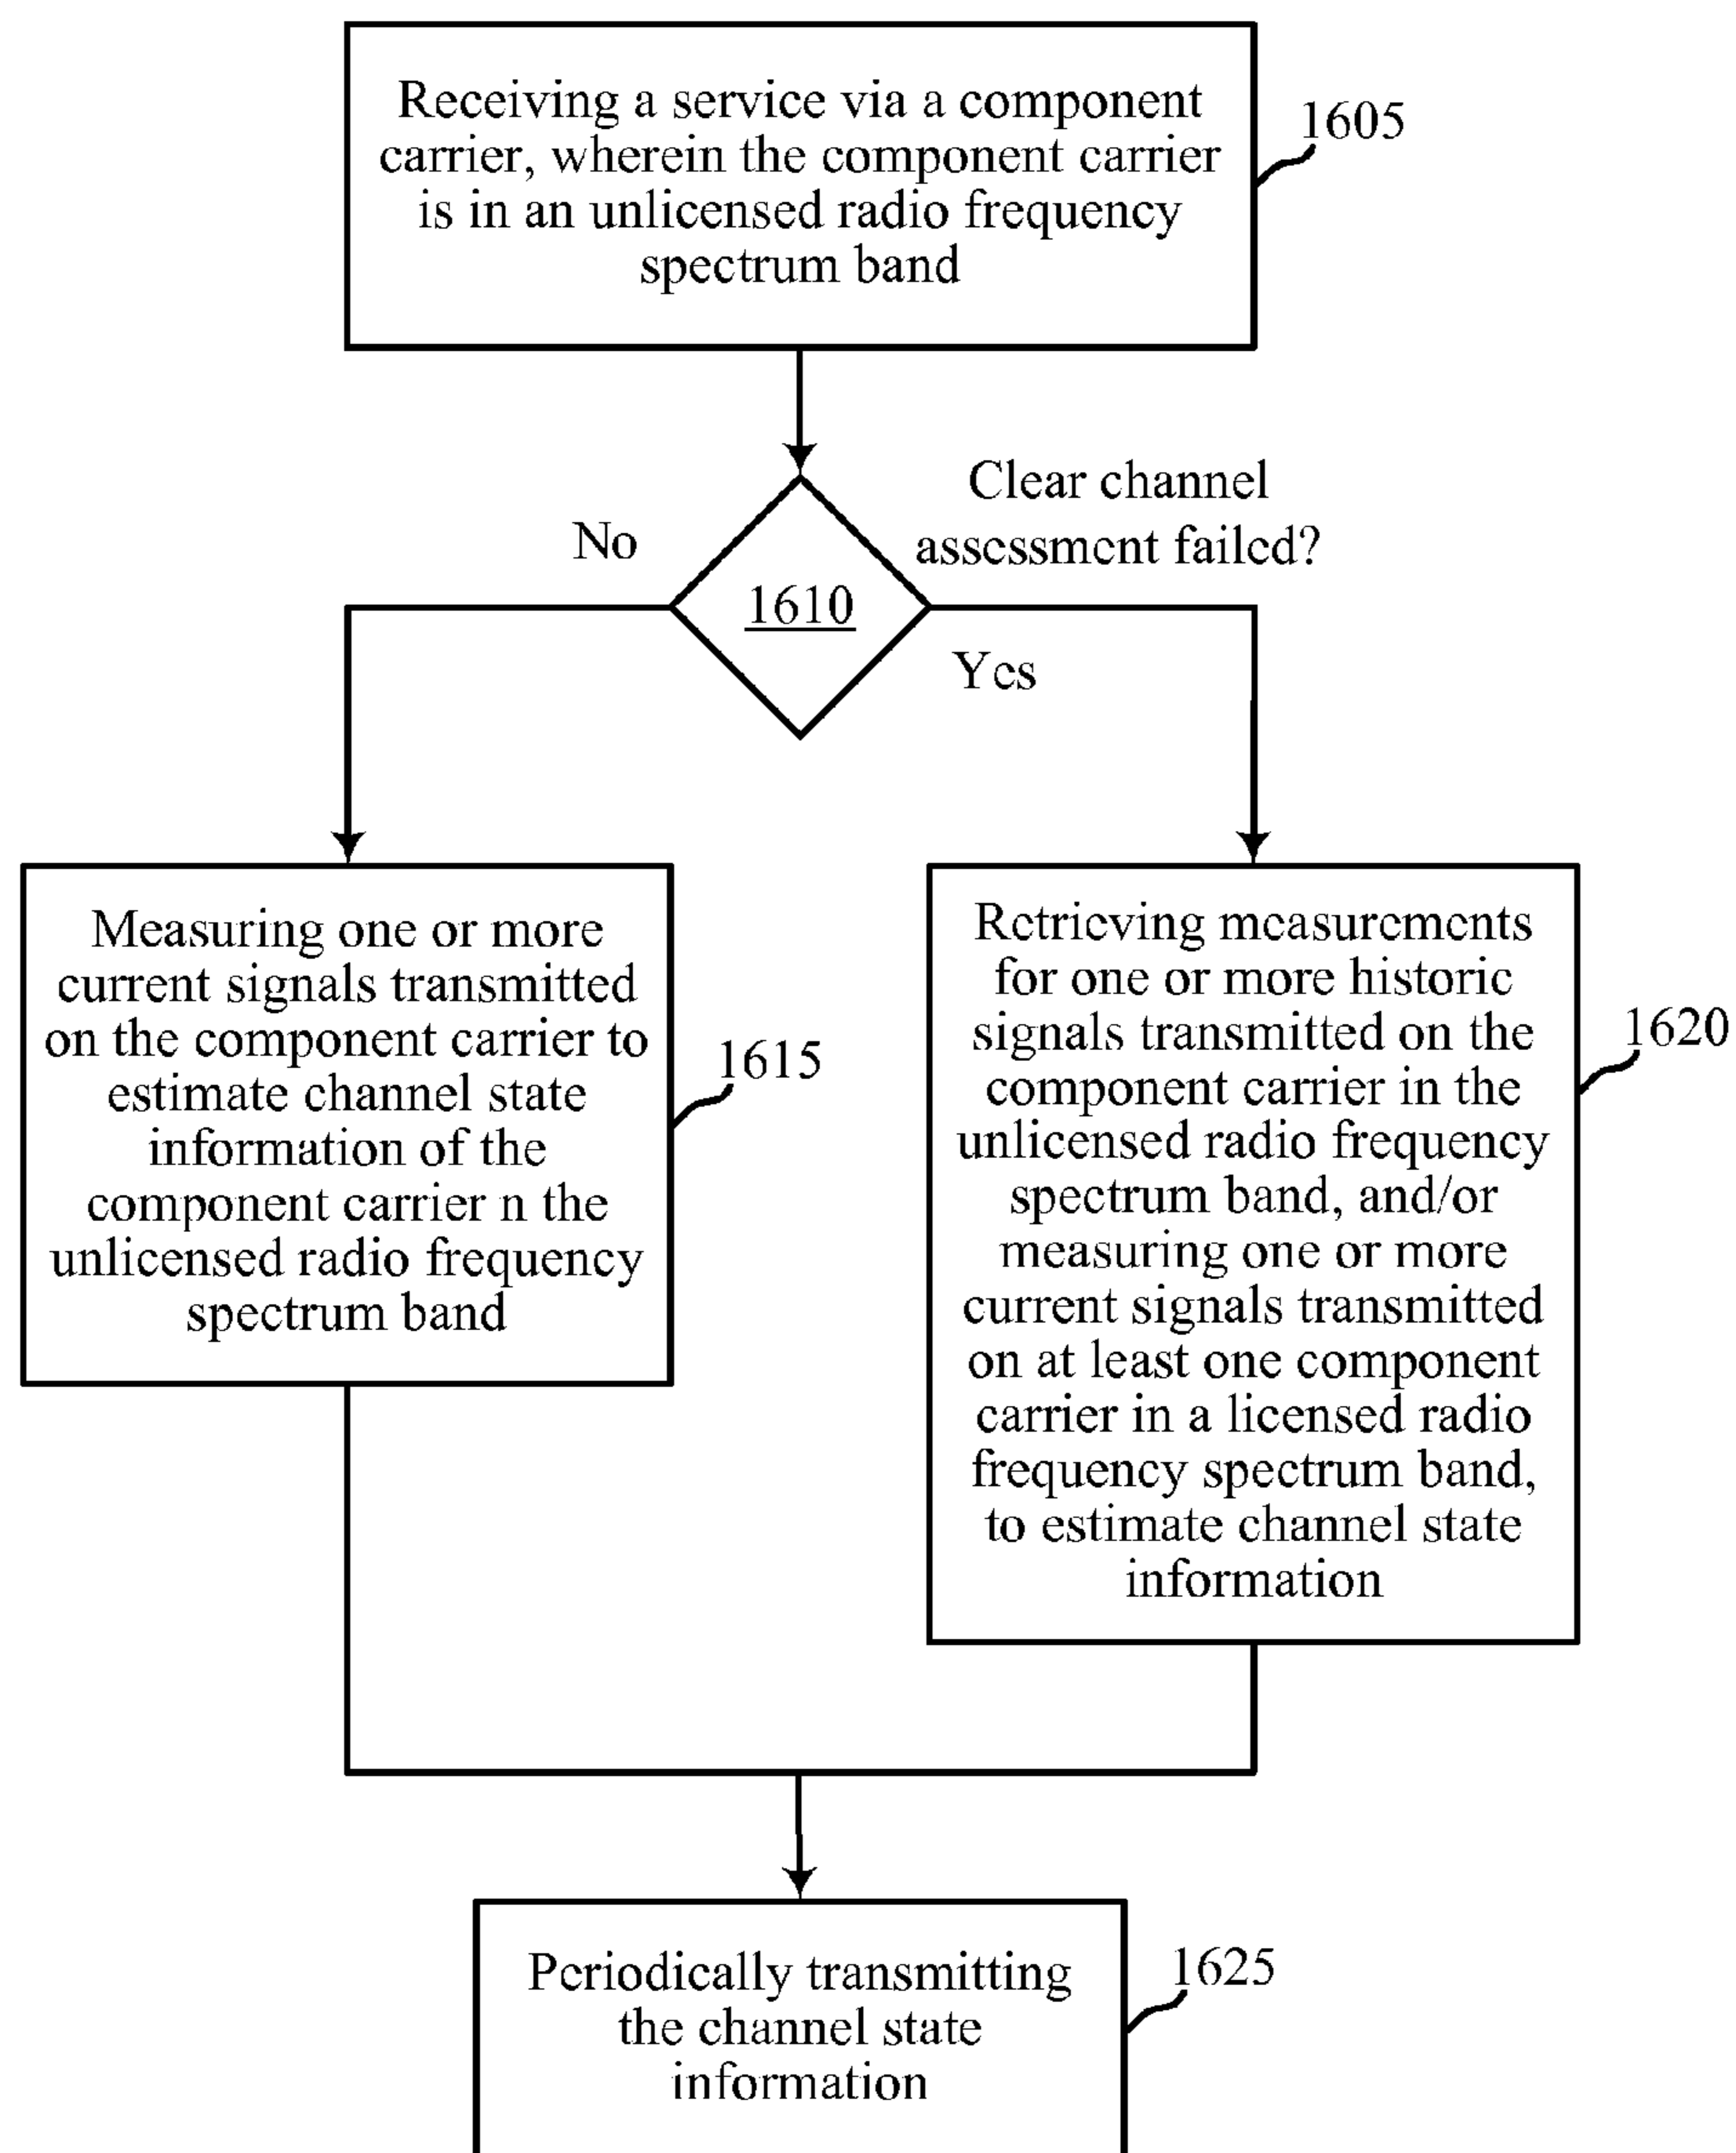 Receiving a service via a component
carrier, wherein the component carrier
is in an unlicensed radio frequency
spectrum band
1605
Clear channel
assessment failed?
No
1610
Yes
Measuring one or more
current signals transmitted
on the component carrier to
estimate channel state
information of the
component carrier n the
unlicensed radio frequency
spectrum band
1615
Retrieving measurements
for one or more historic
signals transmitted on the
component carrier in the
unlicensed radio frequency
spectrum band, and/or
measuring one or more
current signals transmitted
on at least one component
carrier in a licensed radio
frequency spectrum band,
to estimate channel state
information
1620
Periodically transmitting
the channel state
information
1625